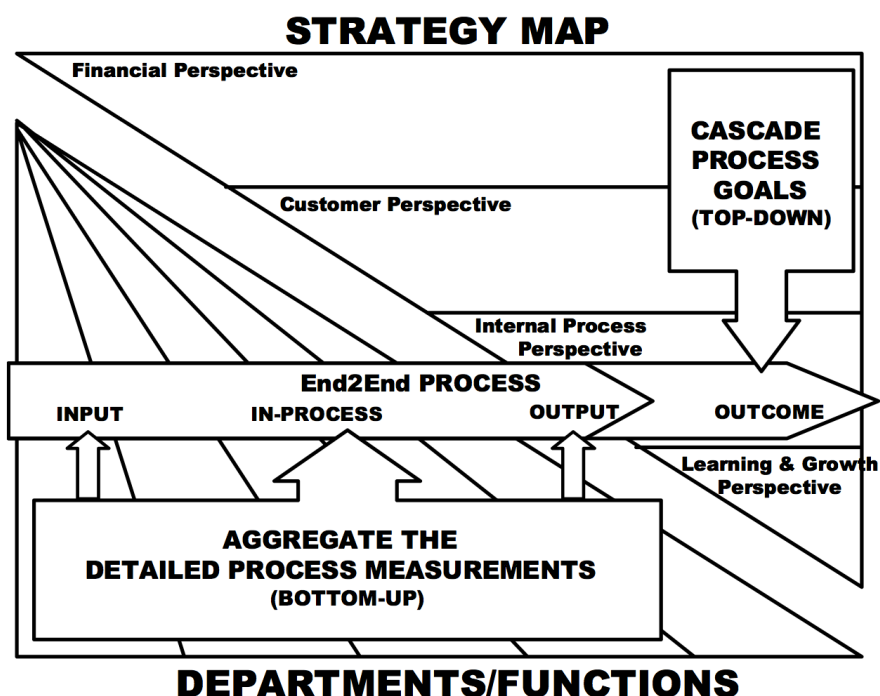 STRATEGY MAP
Financial Perspective
CASCADE
PROCESS
GOALS
(TOP-DOWN)
Customer Perspective
Internal Process
Perspective
End2End PROCESS
INPUT
IN-PROCESS
OUTPUT
OUTCOME
Learning & Growth
Perspective
AGGREGATE THE
DETAILED PROCESS MEASUREMENTS
(BOTTOM-UP)
DEPARTMENTS/FUNCTIONS